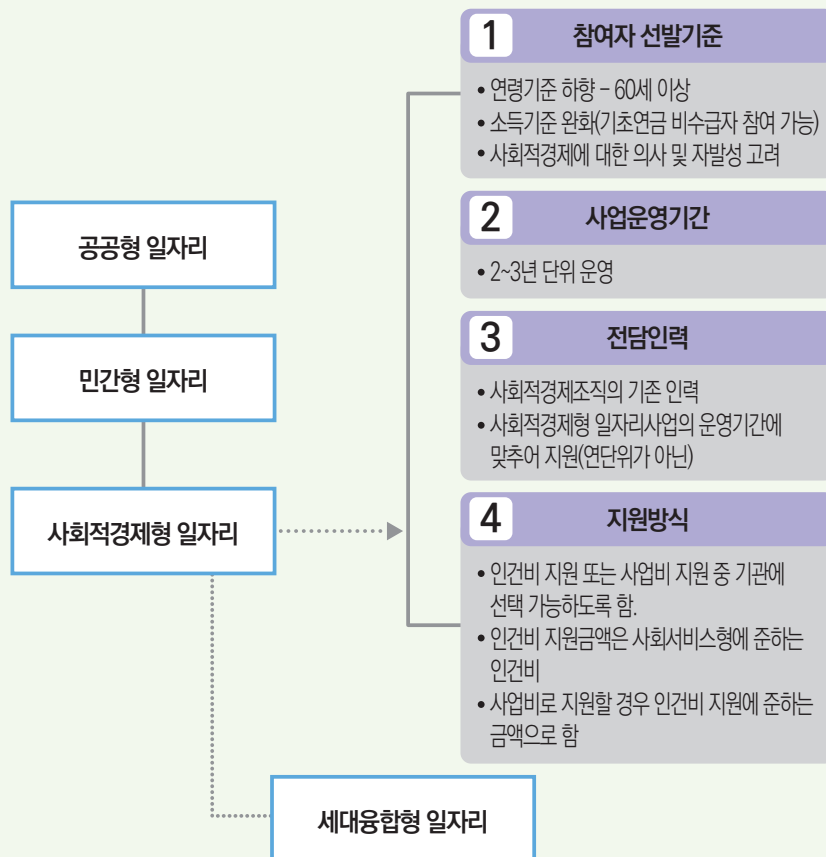 공공형 일자리
민간형 일자리
사회적경제형 일자리
세대융합형 일자리
1 참여자 선발기준
• 연령기준 하향 – 60세 이상
• 소득기준 완화(기초연금 비수급자 참여 가능)
• 사회적경제에 대한 의사 및 자발성 고려
2 사업운영기간
• 2~3년 단위 운영
3 전담인력
• 사회적경제조직의 기존 인력
• 사회적경제형 일자리사업의 운영기간에
맞추어 지원(연단위가 아닌)
4 지원방식
• 인건비 지원 또는 사업비 지원 중 기관에
선택 가능하도록 함.
• 인건비 지원금액은 사회서비스형에 준하는
인건비
• 사업비로 지원할 경우 인건비 지원에 준하는
금액으로 함